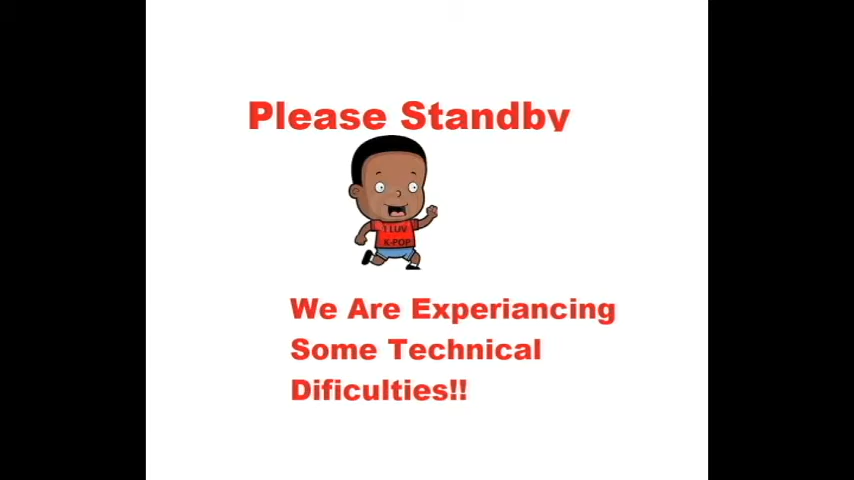 Please Standby
I LUV
K-POP
We Are Experiancing
Some Technical
Dificulties!!